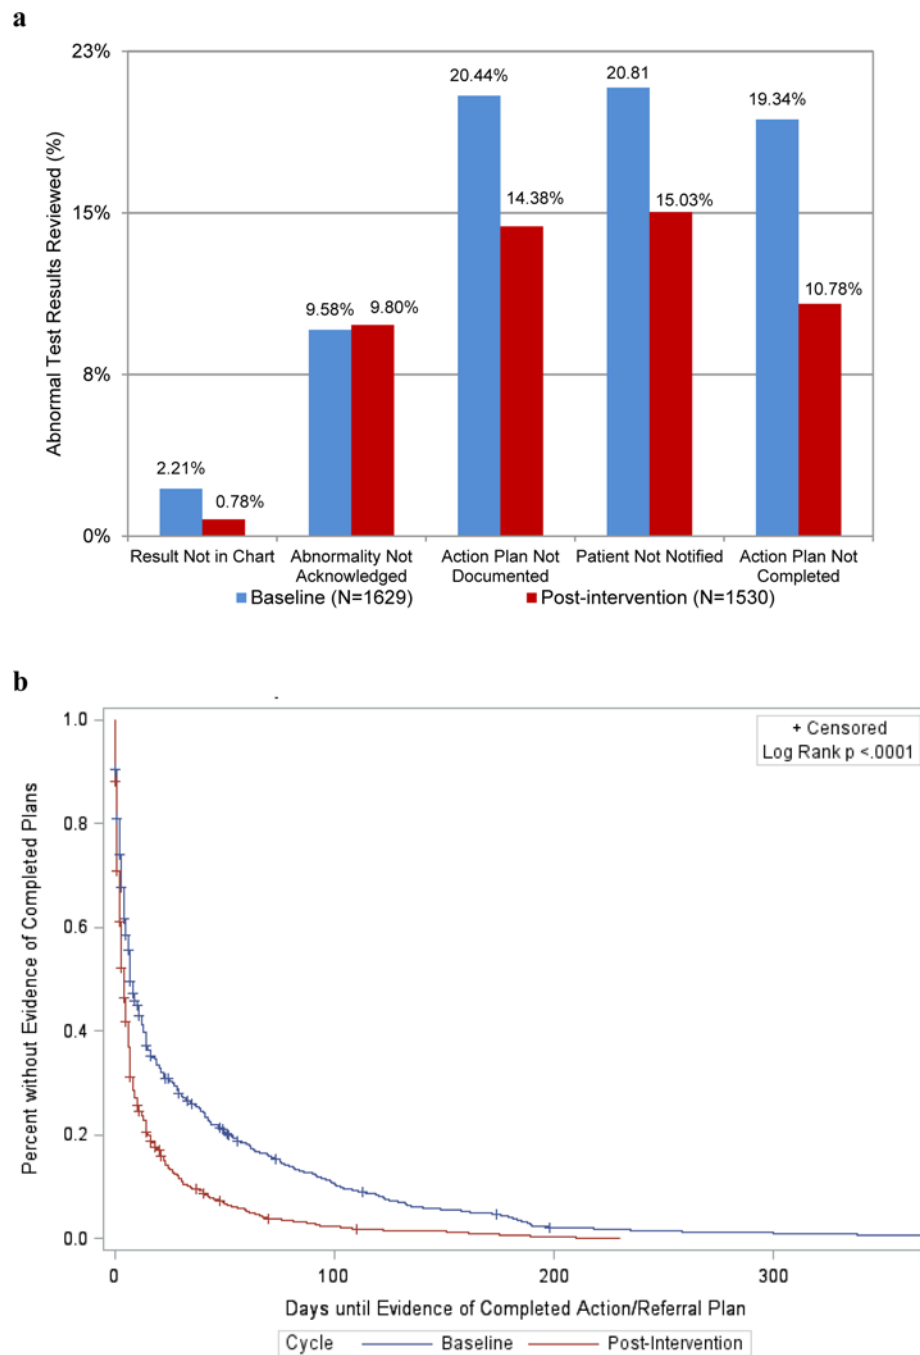 a
23%
15%
8%
0%
Abnormal Test Results Reviewed (%)
2.21%
0.78%
9.58%
9.80%
20.44%
14.38%
20.81
15.03%
19.34%
10.78%
Result Not in Chart
Abnormality Not
Acknowledged
Action Plan Not
Documented
Patient Not Notified
Action Plan Not
Completed
Baseline (N=1629)
Post-intervention (N=1530)
b
+ Censored
Log Rank p <.0001
Percent without Evidence of Completed Plans
1.0
0.8
0.6
0.4
0.2
0.0
0
100
200
300
Days until Evidence of Completed Action/Referral Plan
Cycle
Baseline
Post-Intervention